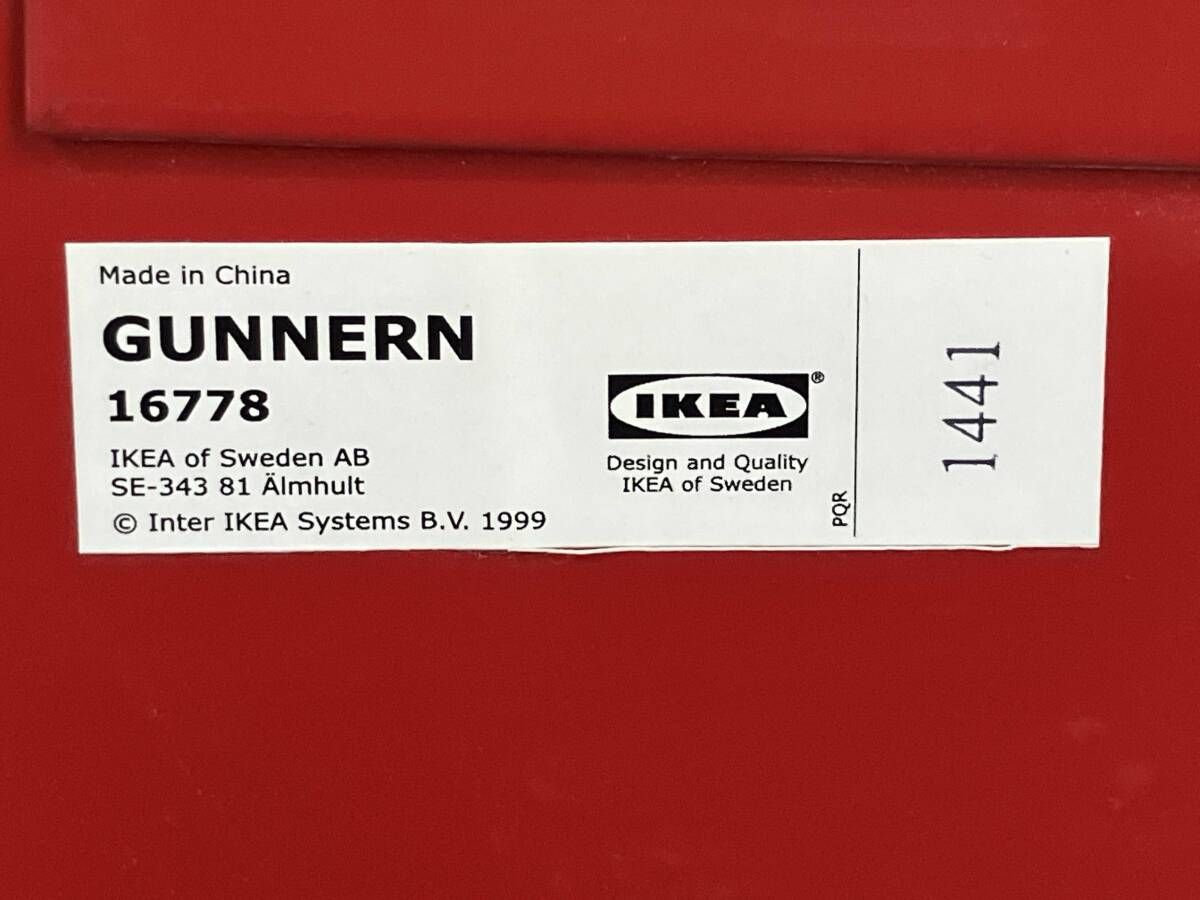 Made in China
GUNNERN
16778
IKEA of Sweden AB
SE-343 81 Älmhult
© Inter IKEA Systems B.V. 1999
IKEA®
Design and Quality
IKEA of Sweden
PQR
1441